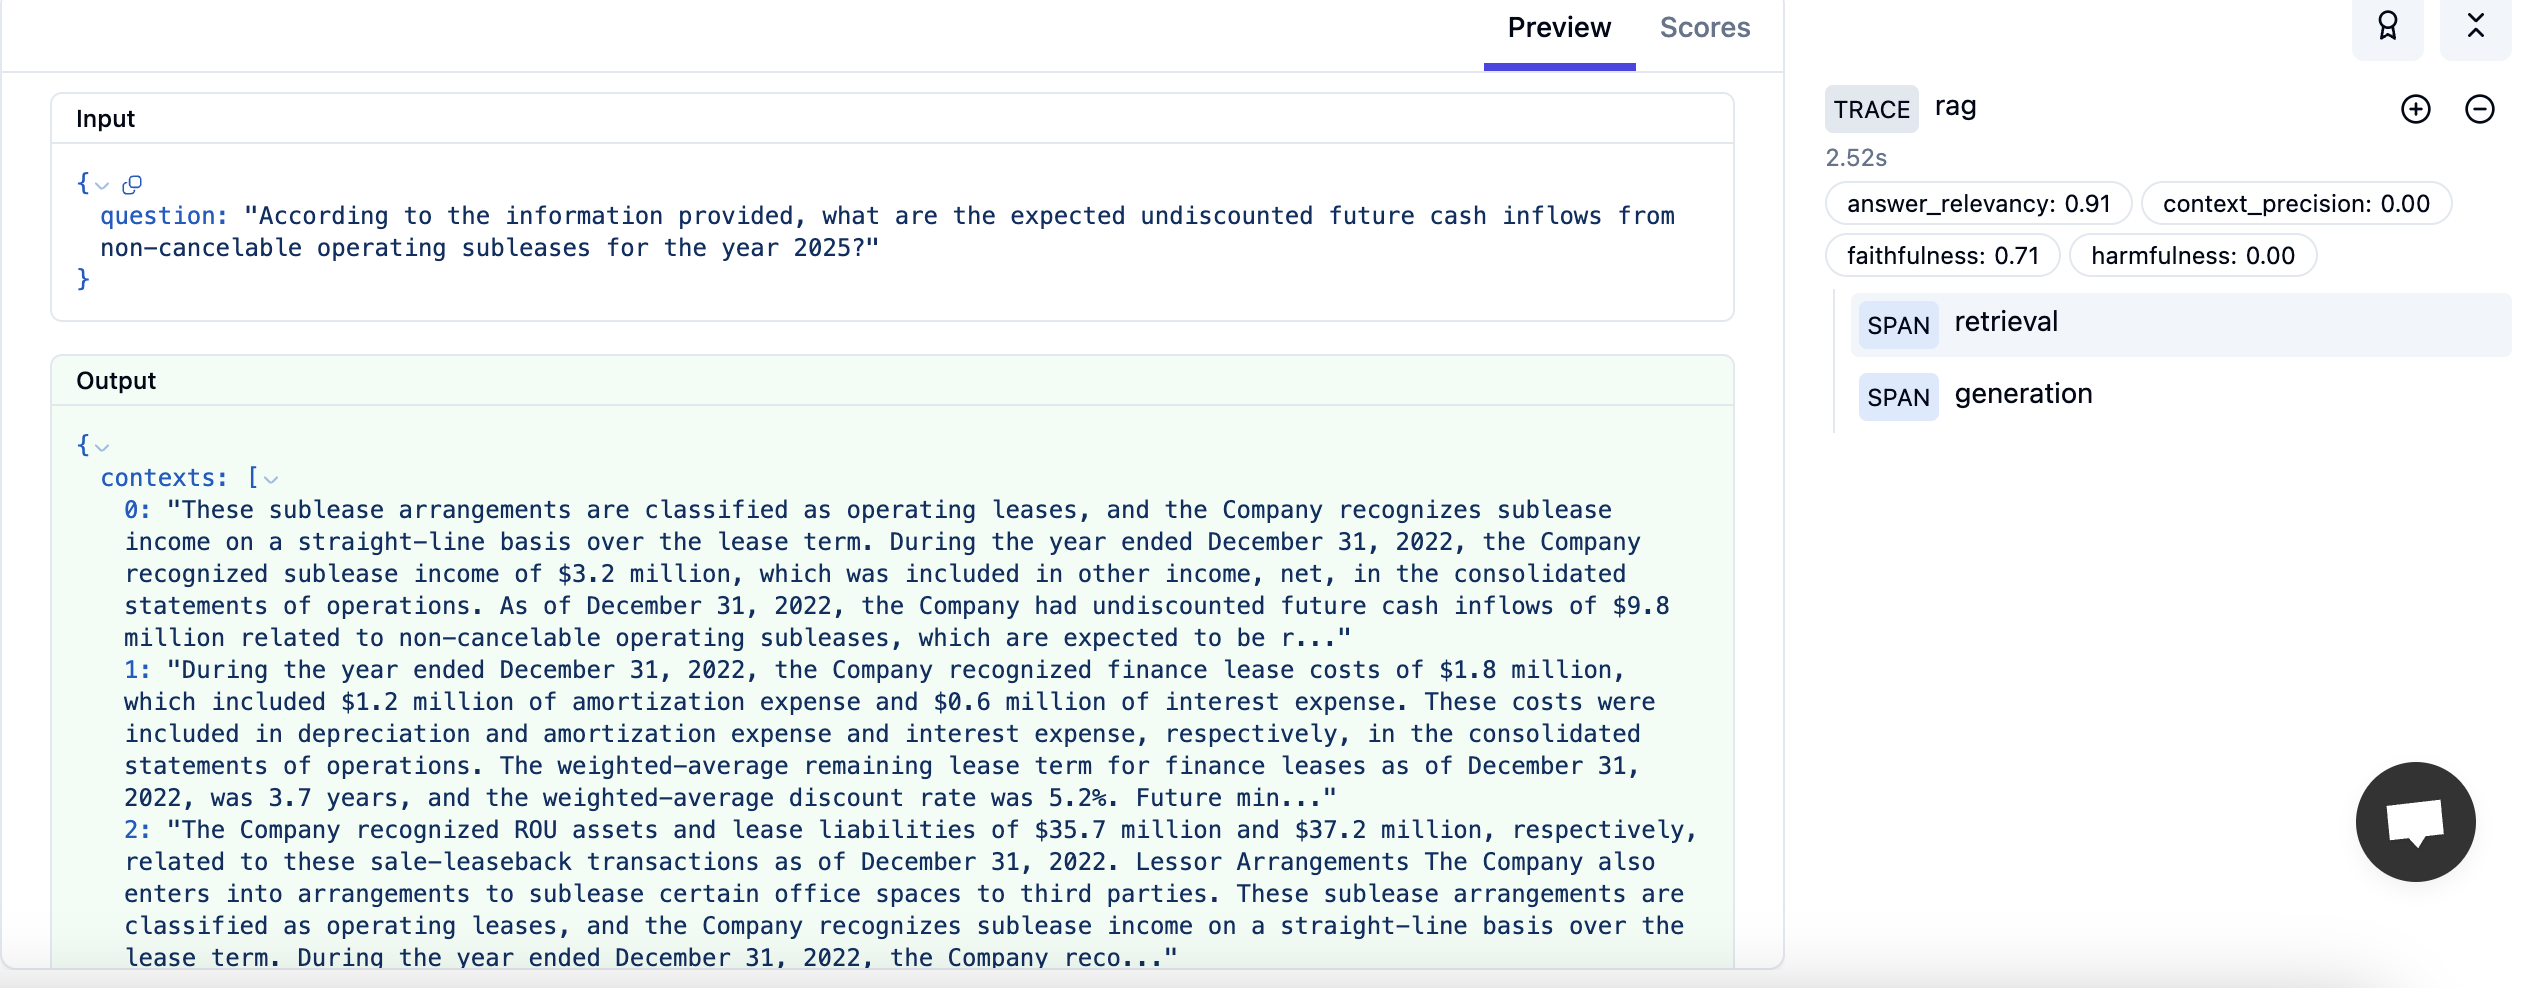 Preview Scores
Input
{
question: "According to the information provided, what are the expected undiscounted future cash inflows from
non-cancelable operating subleases for the year 2025?"
}
Output
{
contexts: [
0: "These sublease arrangements are classified as operating leases, and the Company recognizes sublease
income on a straight-line basis over the lease term. During the year ended December 31, 2022, the Company
recognized sublease income of $3.2 million, which was included in other income, net, in the consolidated
statements of operations. As of December 31, 2022, the Company had undiscounted future cash inflows of $9.8
million related to non-cancelable operating subleases, which are expected to be r..."
1: "During the year ended December 31, 2022, the Company recognized finance lease costs of $1.8 million,
which included $1.2 million of amortization expense and $0.6 million of interest expense. These costs were
included in depreciation and amortization expense and interest expense, respectively, in the consolidated
statements of operations. The weighted-average remaining lease term for finance leases as of December 31,
2022, was 3.7 years, and the weighted-average discount rate was 5.2%. Future min..."
2: "The Company recognized ROU assets and lease liabilities of $35.7 million and $37.2 million, respectively,
related to these sale-leaseback transactions as of December 31, 2022. Lessor Arrangements The Company also
enters into arrangements to sublease certain office spaces to third parties. These sublease arrangements are
classified as operating leases, and the Company recognizes sublease income on a straight-line basis over the
lease term. During the year ended December 31, 2022, the Company reco..."
TRACE rag
2.52s
answer_relevancy: 0.91 context_precision: 0.00
faithfulness: 0.71 harmfulness: 0.00
SPAN retrieval
SPAN generation